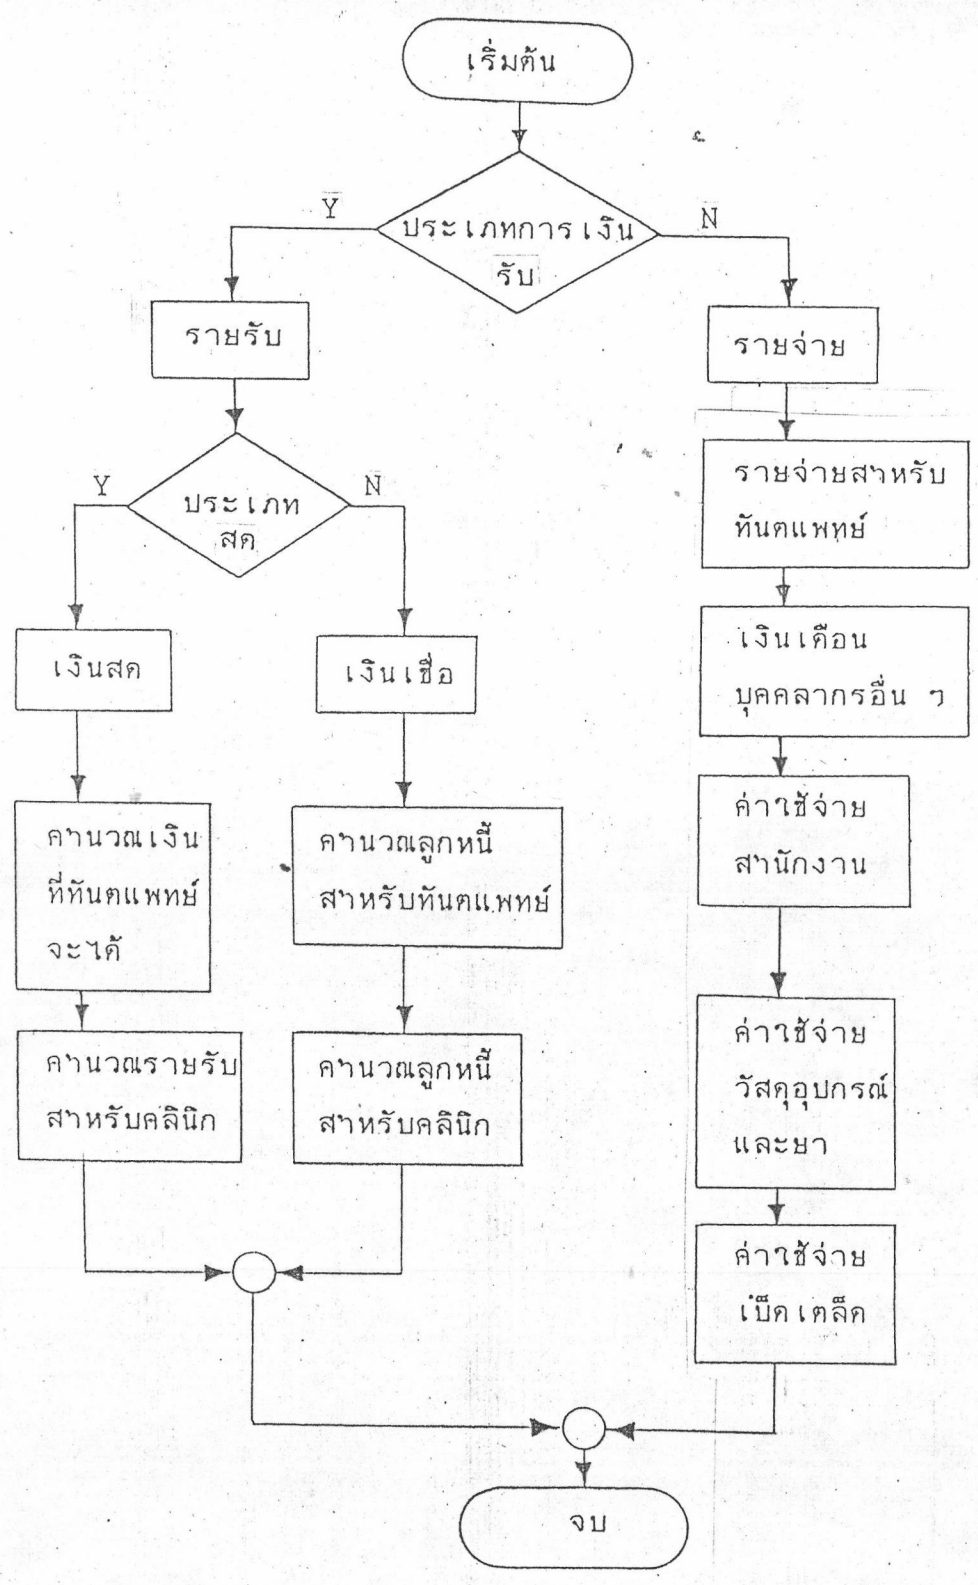 เริ่มต้น
ประเภทการเงิน
รับ
Y
N
รายรับ
รายจ่าย
ประเภท
สด
Y
N
เงินสด
เงินเชื่อ
คำนวณเงิน
ที่ทันตแพทย์
จะได้
คำนวณลูกหนี้
สำหรับทันตแพทย์
คำนวณรายรับ
สำหรับคลินิก
คำนวณลูกหนี้
สำหรับคลินิก
รายจ่ายสำหรับ
ทันตแพทย์
เงินเดือน
บุคคลากรอื่น ๆ
ค่าใช้จ่าย
สำนักงาน
ค่าใช้จ่าย
วัสดุอุปกรณ์
และยา
ค่าใช้จ่าย
เบ็ดเตล็ด
จบ